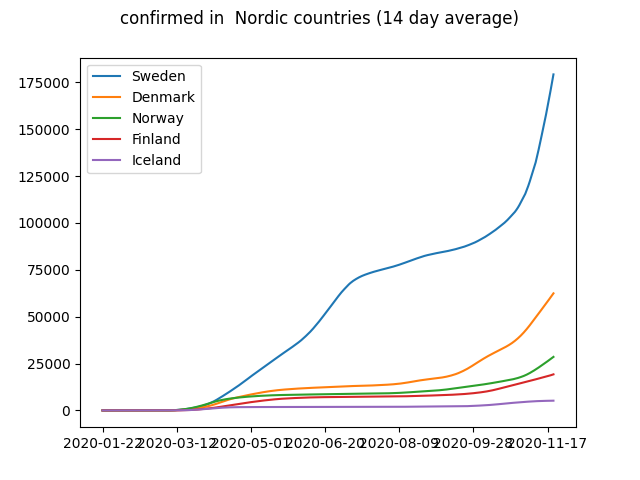 confirmed in  Nordic countries (14 day average)
Sweden
Denmark
Norway
Finland
Iceland
175000
150000
125000
100000
75000
50000
25000
0
2020-01-22 2020-03-12 2020-05-01 2020-06-20 2020-08-09 2020-09-28 2020-11-17